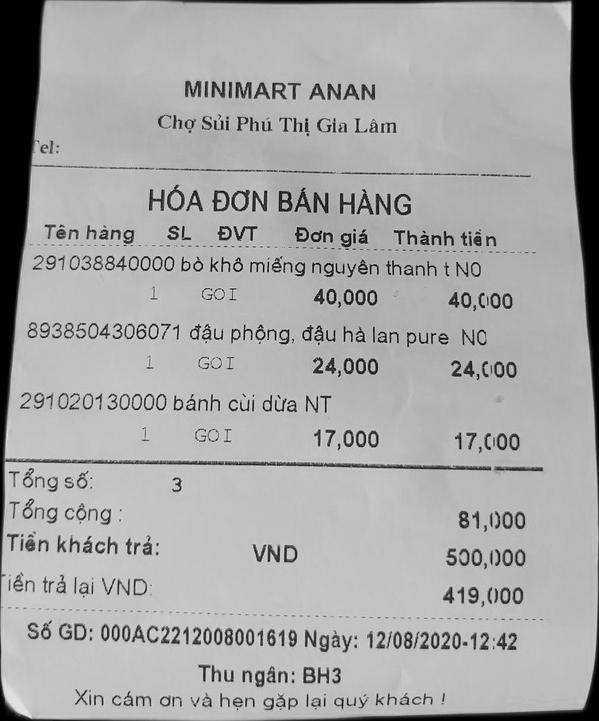 MINIMART ANAN
Chợ Sủi Phú Thị Gia Lâm
Tel:
HÓA ĐƠN BÁN HÀNG
Tên hàng SL ĐVT Đơn giá Thành tiền
291038840000 bò khô miếng nguyên thanh t N0
1 GOI 40,000 40,000
8938504306071 đậu phộng, đậu hà lan pure N0
1 GOI 24,000 24,000
291020130000 bánh cùi dừa NT
1 GOI 17,000 17,000
Tổng số: 3
Tổng cộng : 81,000
Tiền khách trả: VND 500,000
Tiền trả lại VND: 419,000
Số GD: 000AC2212008001619 Ngày: 12/08/2020-12:42
Thu ngân: BH3
Xin cám ơn và hẹn gặp lại quý khách !